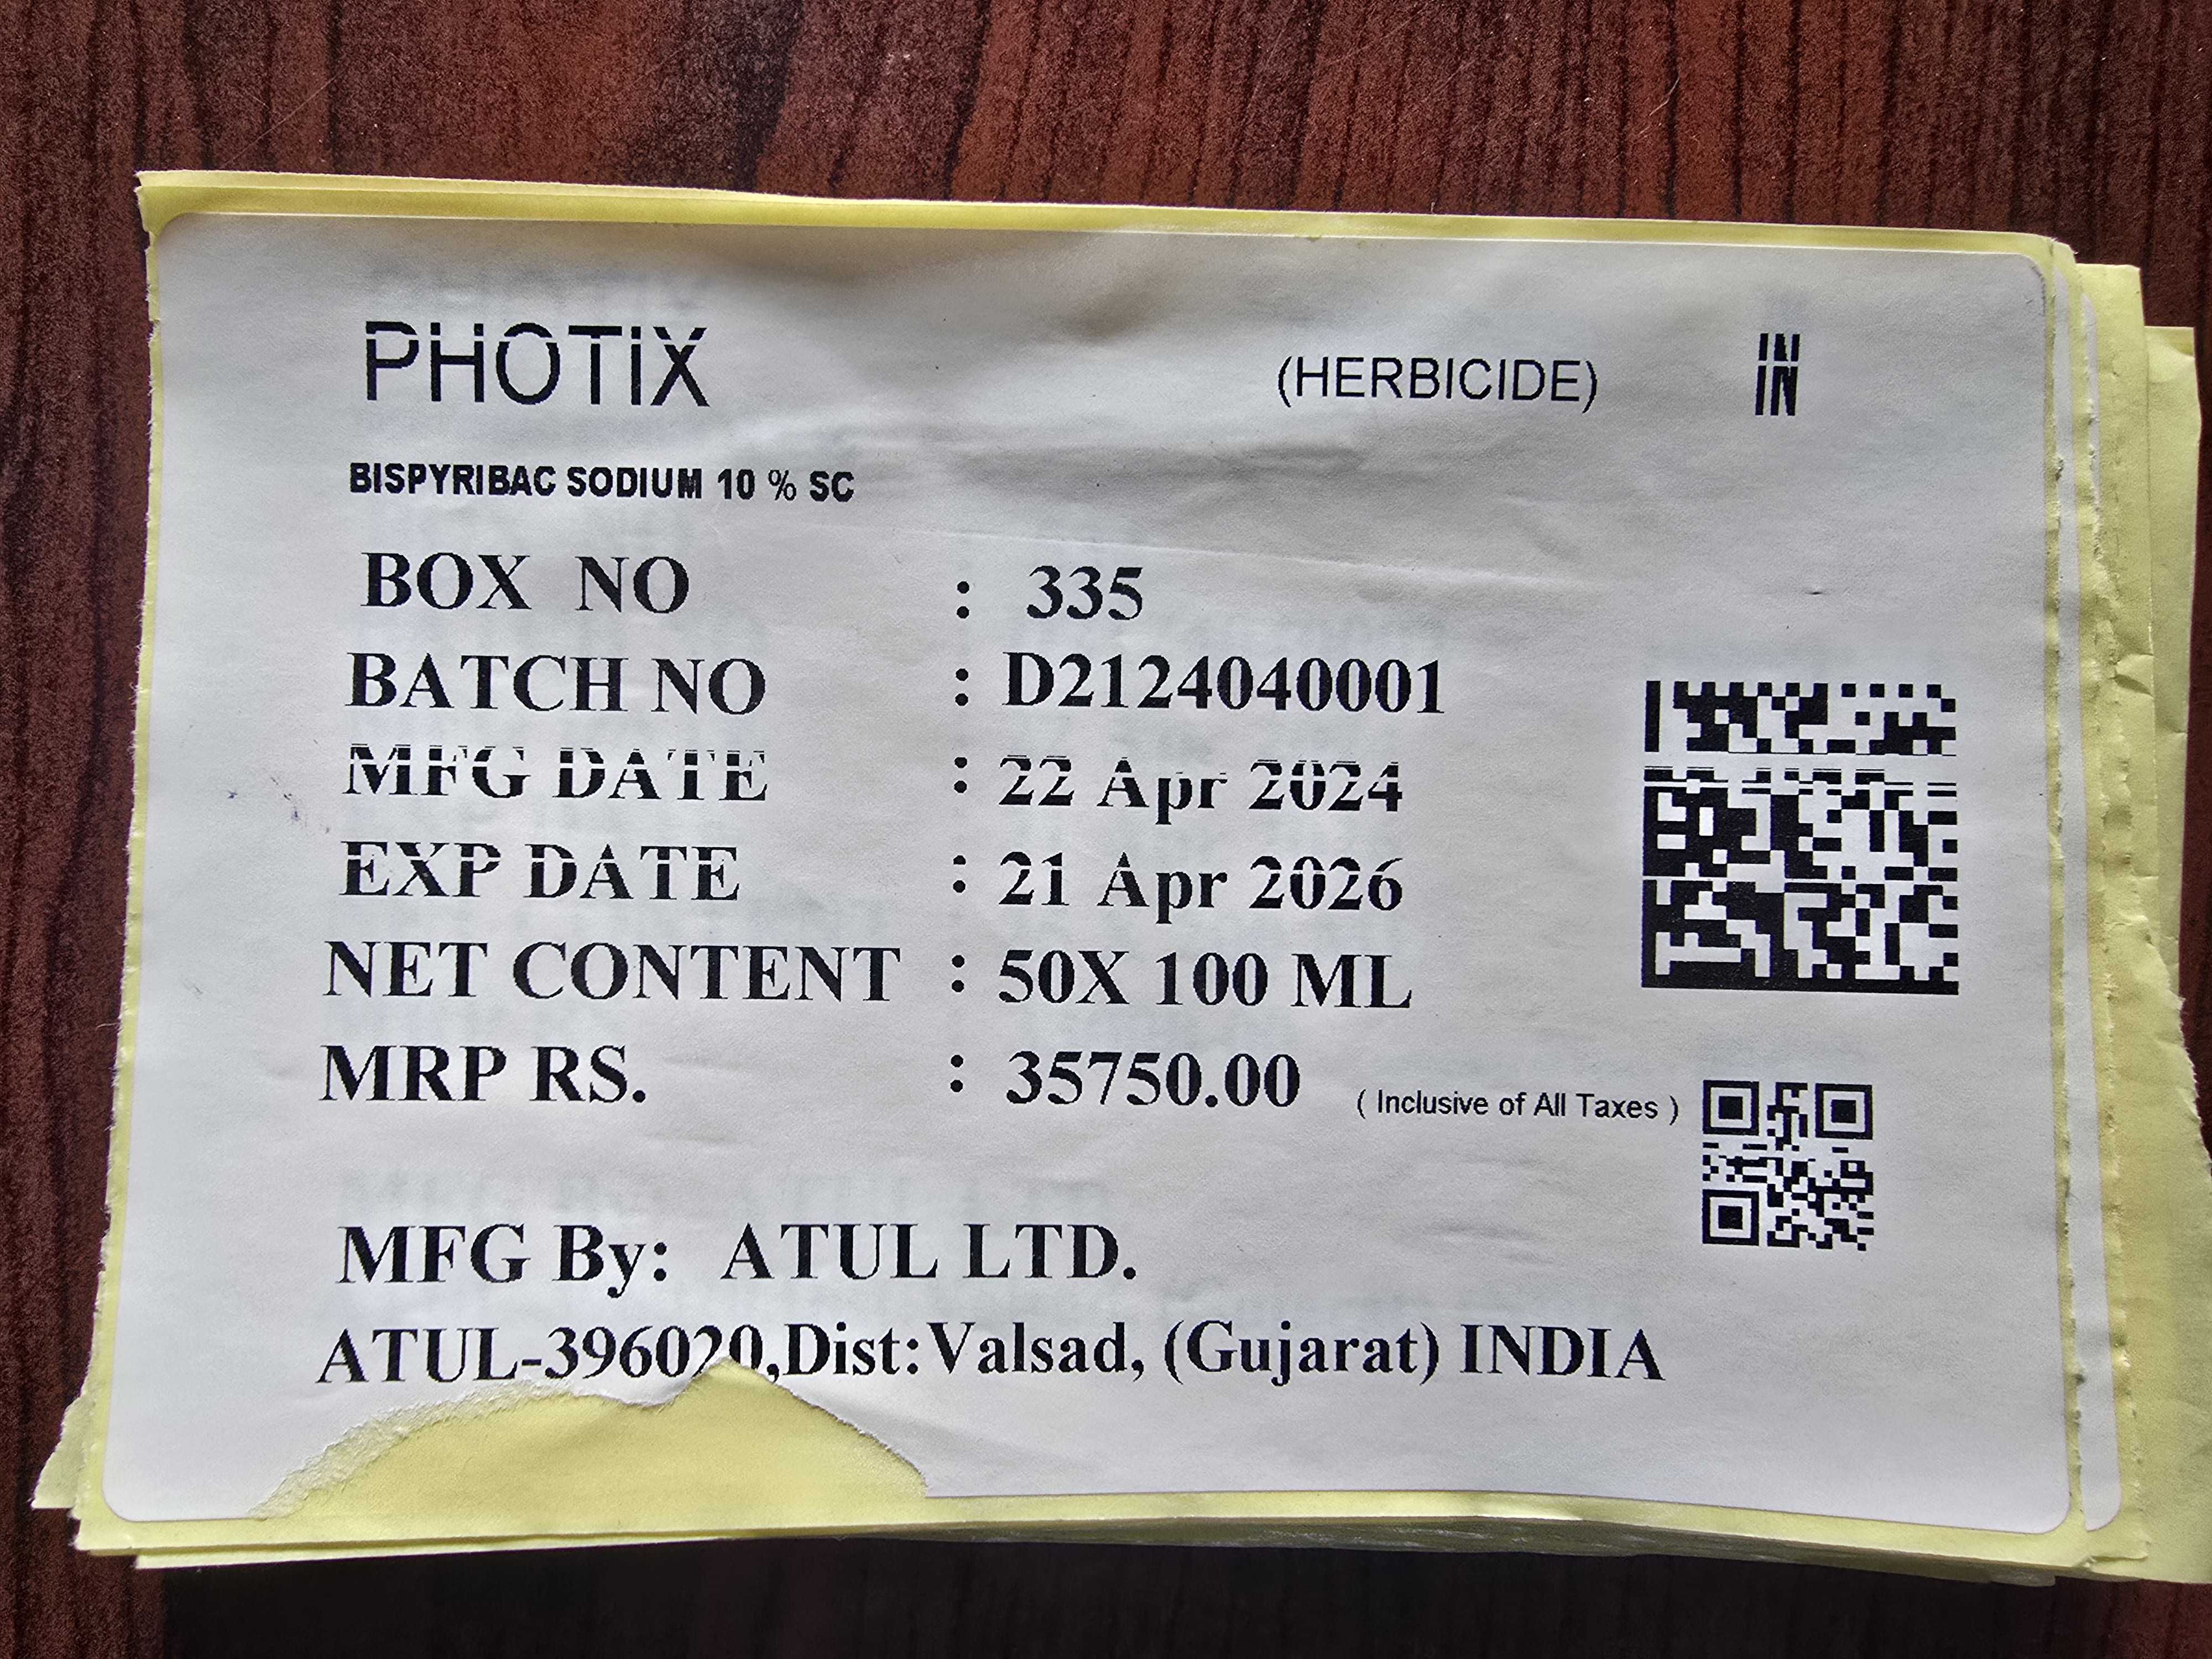 PHOTIX (HERBICIDE) IN IN
BISPYRIBAC SODIUM 10 % SC
BOX NO : 335
BATCH NO : D2124040001
MFG DATE : 22 Apr 2024
EXP DATE : 21 Apr 2026
NET CONTENT : 50X 100 ML
MRP RS. : 35750.00 ( Inclusive of All Taxes )
MFG By: ATUL LTD.
ATUL-396020,Dist:Valsad, (Gujarat) INDIA